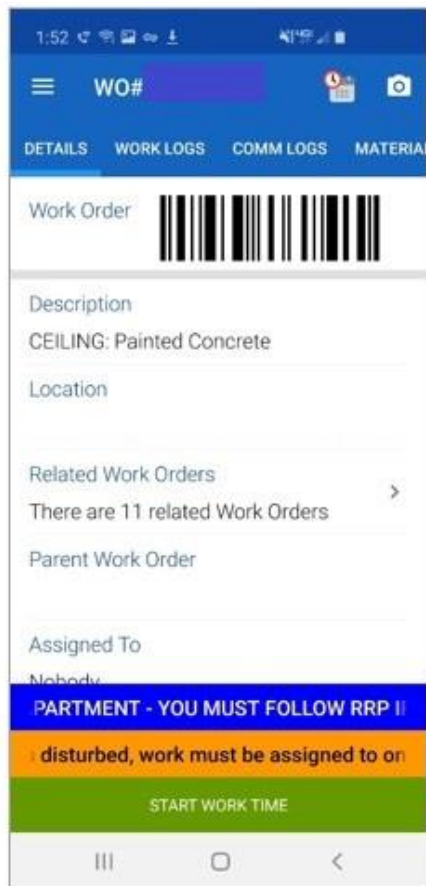 1:52
WO#
DETAILS WORK LOGS COMM LOGS MATERIA
Work Order
Description
CEILING: Painted Concrete
Location
Related Work Orders
There are 11 related Work Orders
Parent Work Order
Assigned To
Nobody
PARTMENT - YOU MUST FOLLOW RRP I
disturbed, work must be assigned to on
START WORK TIME